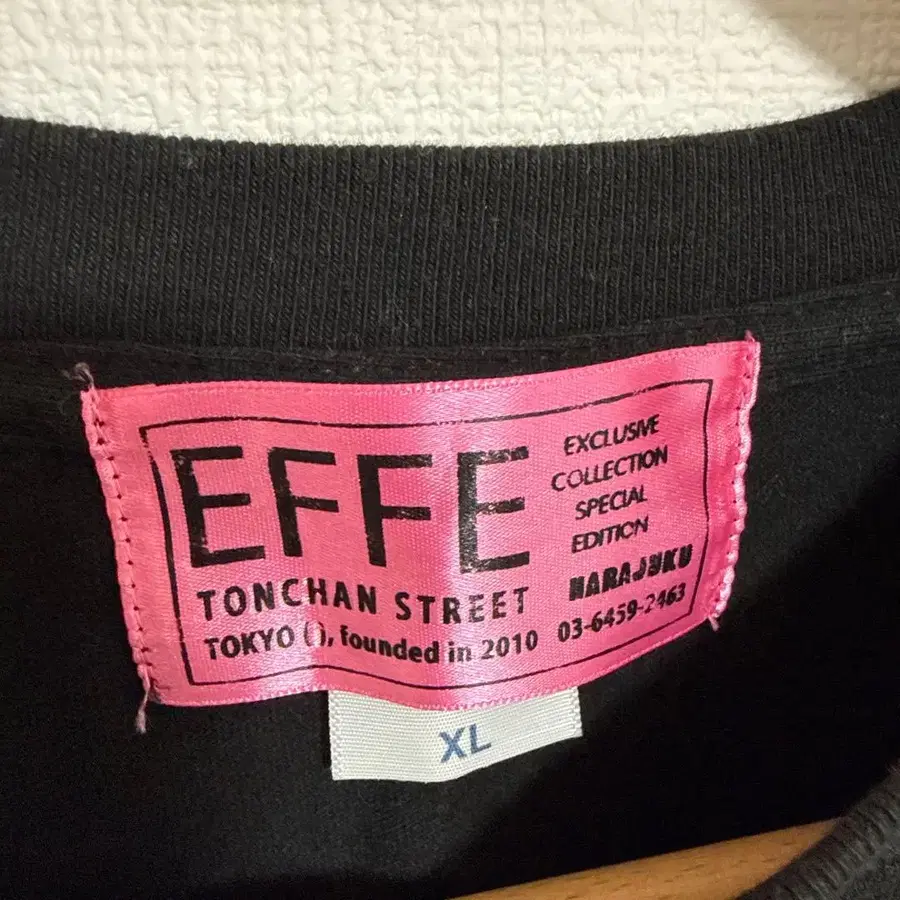 EFFE
EXCLUSIVE
COLLECTION
SPECIAL
EDITION
HARAJUKU
TONCHAN STREET
TOKYO ( ), founded in 2010 03-6459-2463
XL